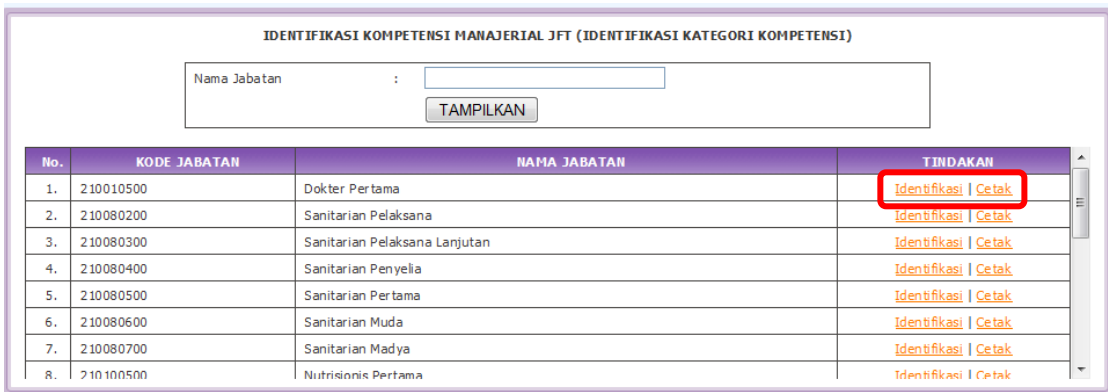 IDENTIFIKASI KOMPETENSI MANAJERIAL JFT (IDENTIFIKASI KATEGORI KOMPETENSI)
Nama Jabatan :
TAMPILKAN
No. KODE JABATAN NAMA JABATAN TINDAKAN
1. 210010500 Dokter Pertama Identifikasi | Cetak
2. 210080200 Sanitarian Pelaksana Identifikasi | Cetak
3. 210080300 Sanitarian Pelaksana Lanjutan Identifikasi | Cetak
4. 210080400 Sanitarian Penyelia Identifikasi | Cetak
5. 210080500 Sanitarian Pertama Identifikasi | Cetak
6. 210080600 Sanitarian Muda Identifikasi | Cetak
7. 210080700 Sanitarian Madya Identifikasi | Cetak
8. 210100500 Nutrisionis Pertama Identifikasi | Cetak